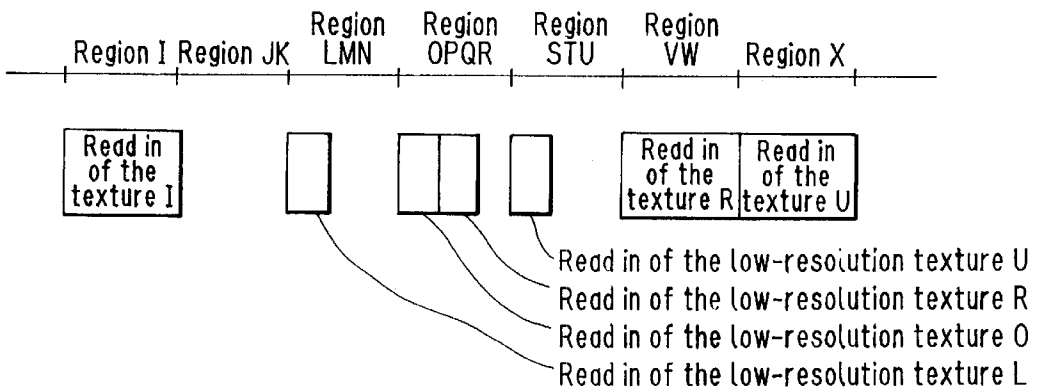 Region I
Region JK
Region
LMN
Region
OPQR
Region
STU
Region
VW
Region X
Read in
of the
texture I
Read in
of the
texture R
Read in
of the
texture U
Read in of the low-resolution texture U
Read in of the low-resolution texture R
Read in of the low-resolution texture O
Read in of the low-resolution texture L